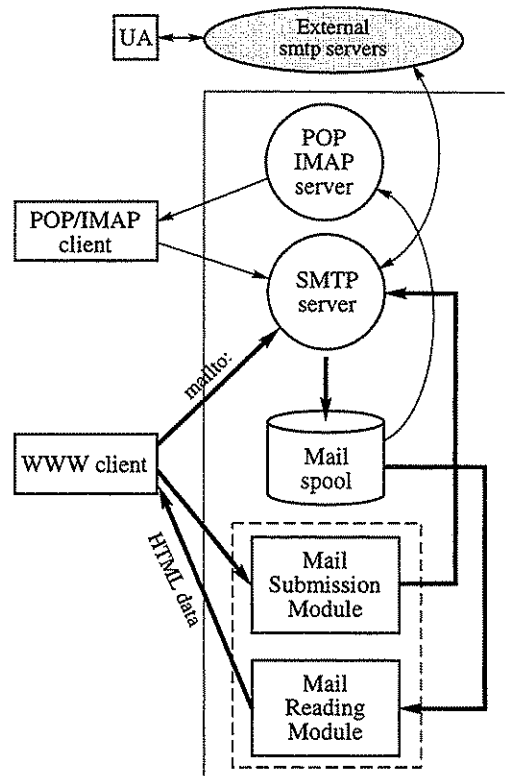 UA
External
smtp servers
POP
IMAP
server
POP/IMAP
client
SMTP
server
mailto:
WWW client
Mail
spool
HTML data
Mail
Submission
Module
Mail
Reading
Module